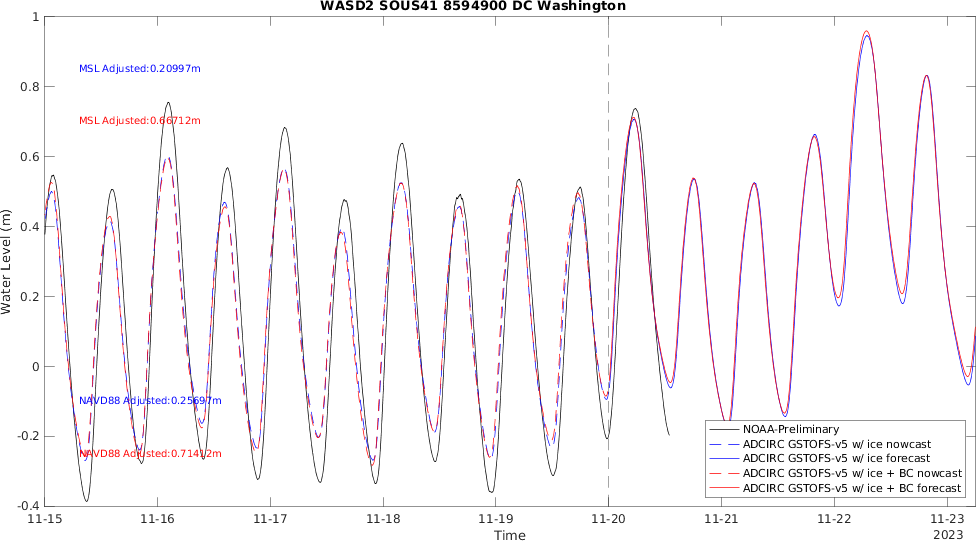 WASD2 SOUS41 8594900 DC Washington
1
0.8
0.6
0.4
0.2
0
-0.2
-0.4
Water Level (m)
MSL Adjusted:0.20997m
MSL Adjusted:0.66712m
NAVD88 Adjusted:0.25697m
NAVD88 Adjusted:0.71412m
NOAA-Preliminary
ADCIRC GSTOFS-v5 w/ ice nowcast
ADCIRC GSTOFS-v5 w/ ice forecast
ADCIRC GSTOFS-v5 w/ ice + BC nowcast
ADCIRC GSTOFS-v5 w/ ice + BC forecast
11-15 11-16 11-17 11-18 11-19 11-20 11-21 11-22 11-23
Time
2023